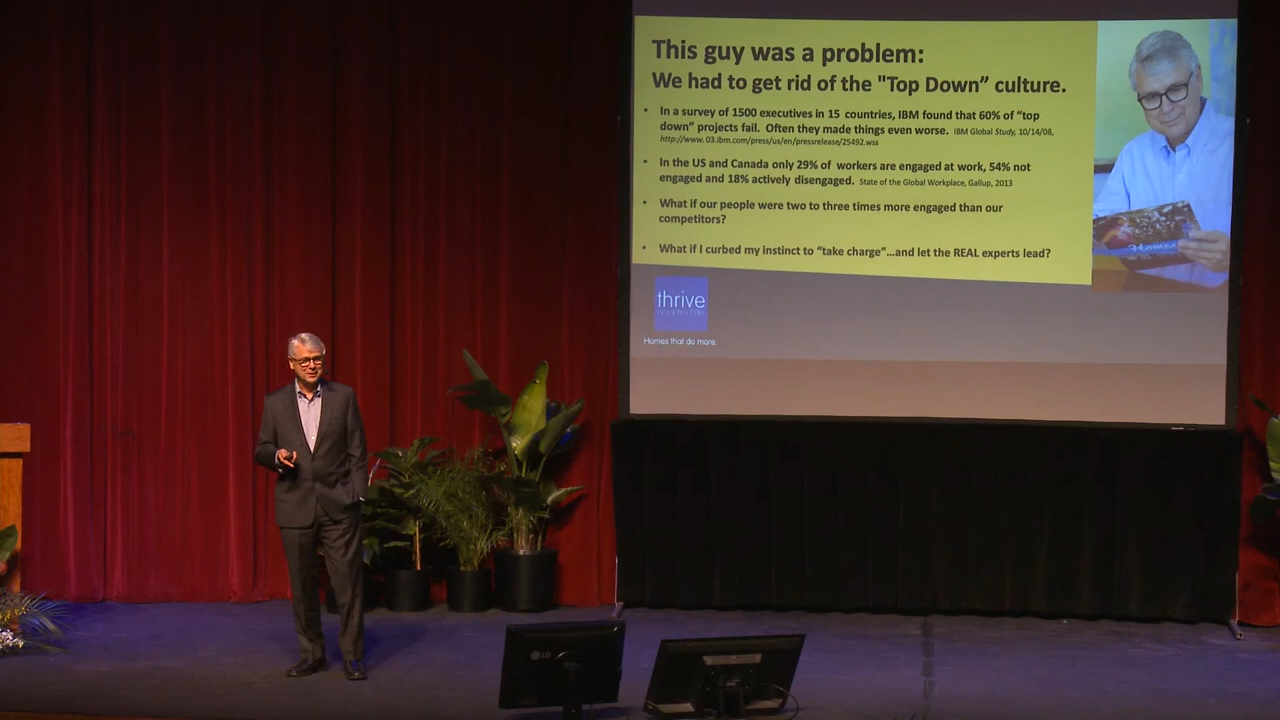 This guy was a problem:
We had to get rid of the "Top Down” culture.
• In a survey of 1500 executives in 15 countries, IBM found that 60% of “top
down” projects fail. Often they made things even worse. IBM Global Study, 10/14/08,
http://www. 03.ibm.com/press/us/en/pressrelease/25492.wss
• In the US and Canada only 29% of workers are engaged at work, 54% not
engaged and 18% actively disengaged. State of the Global Workplace, Gallup, 2013
• What if our people were two to three times more engaged than our
competitors?
• What if I curbed my instinct to “take charge”...and let the REAL experts lead?
thrive
Homes that do more.
LG